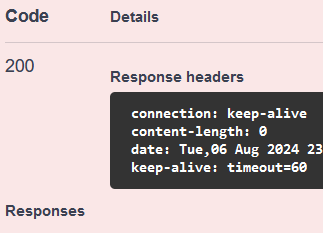 Code Details
200
Response headers
connection: keep-alive
content-length: 0
date: Tue,06 Aug 2024 23
keep-alive: timeout=60
Responses